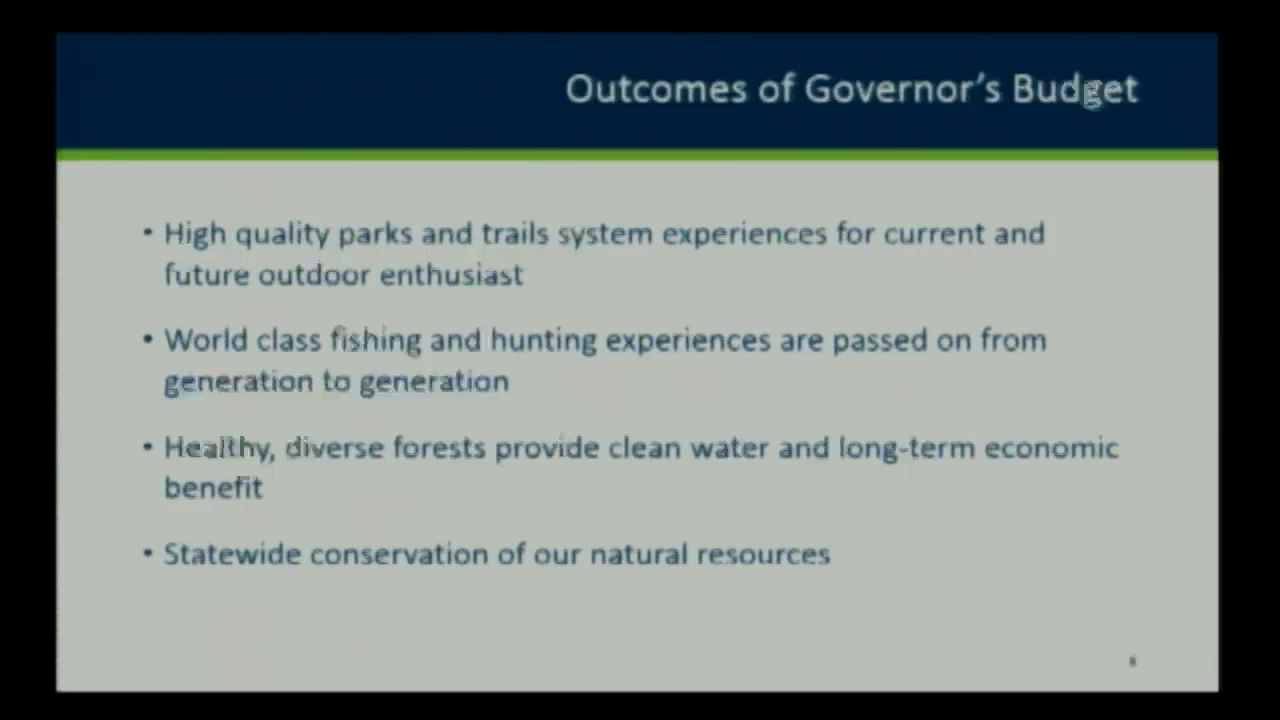 Outcomes of Governor's Budget
• High quality parks and trails system experiences for current and
future outdoor enthusiast
• World class fishing and hunting experiences are passed on from
generation to generation
• Healthy, diverse forests provide clean water and long-term economic
benefit
• Statewide conservation of our natural resources